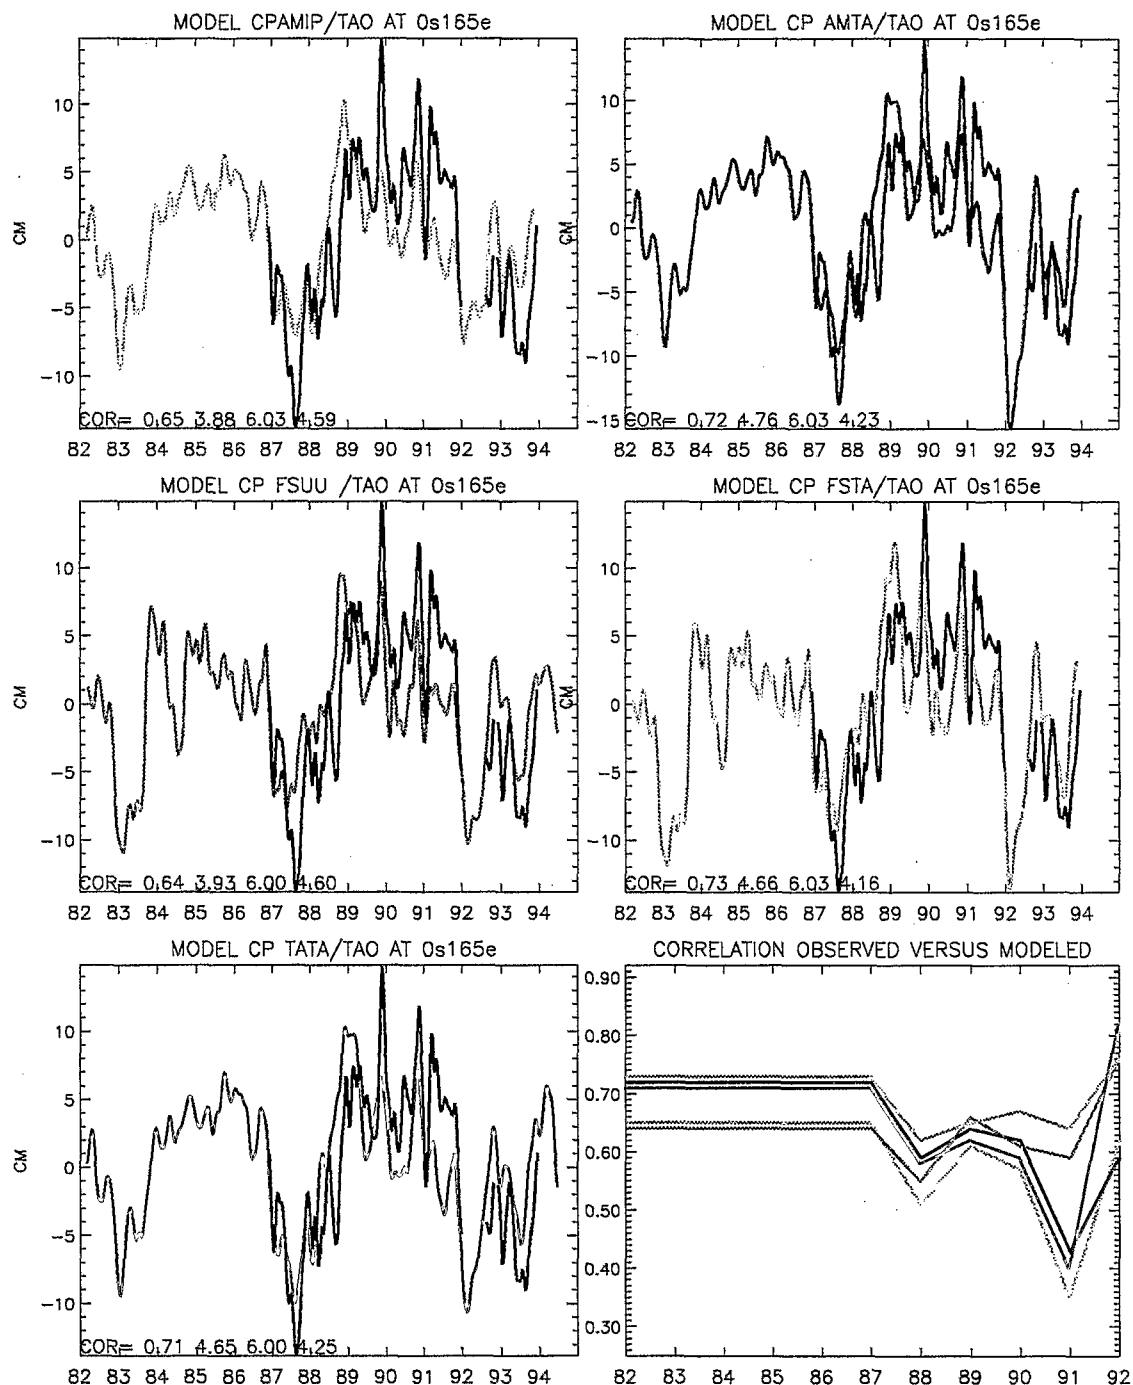 MODEL CPAMIP/TAO AT 0s165e
10
5
0
−5
−10
CM
COR= 0.65 3.88 6.03 4.59
82 83 84 85 86 87 88 89 90 91 92 93 94
MODEL CP AMTA/TAO AT 0s165e
10
5
0
−5
−10
−15
CM
COR= 0.72 4.76 6.03 4.23
82 83 84 85 86 87 88 89 90 91 92 93 94
MODEL CP FSUU /TAO AT 0s165e
10
5
0
−5
−10
CM
COR= 0.64 3.93 6.00 4.60
82 83 84 85 86 87 88 89 90 91 92 93 94
MODEL CP FSTA/TAO AT 0s165e
10
5
0
−5
−10
CM
COR= 0.73 4.66 6.03 4.16
82 83 84 85 86 87 88 89 90 91 92 93 94
MODEL CP TATA/TAO AT 0s165e
10
5
0
−5
−10
CM
COR= 0.71 4.65 6.00 4.25
82 83 84 85 86 87 88 89 90 91 92 93 94
CORRELATION OBSERVED VERSUS MODELED
0.90
0.80
0.70
0.60
0.50
0.40
0.30
82 83 84 85 86 87 88 89 90 91 92